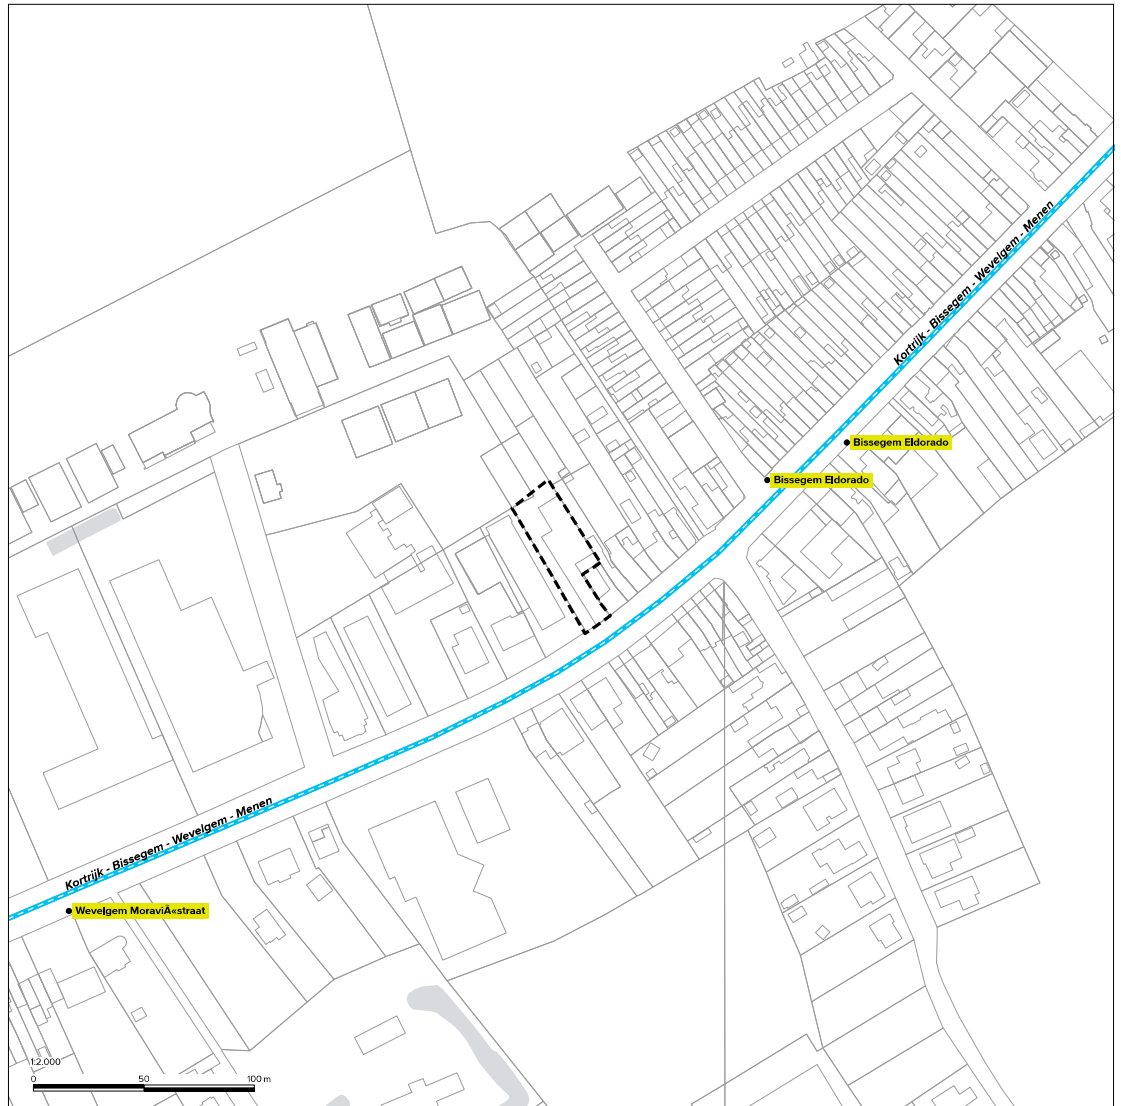 Kortrijk - Bissegem - Wevelgem - Menen
Bissegem Eldorado
Bissegem Eldorado
Kortrijk - Bissegem - Wevelgem - Menen
Wevelgem MoraviÃ«straat
1:2.000
0 50 100 m